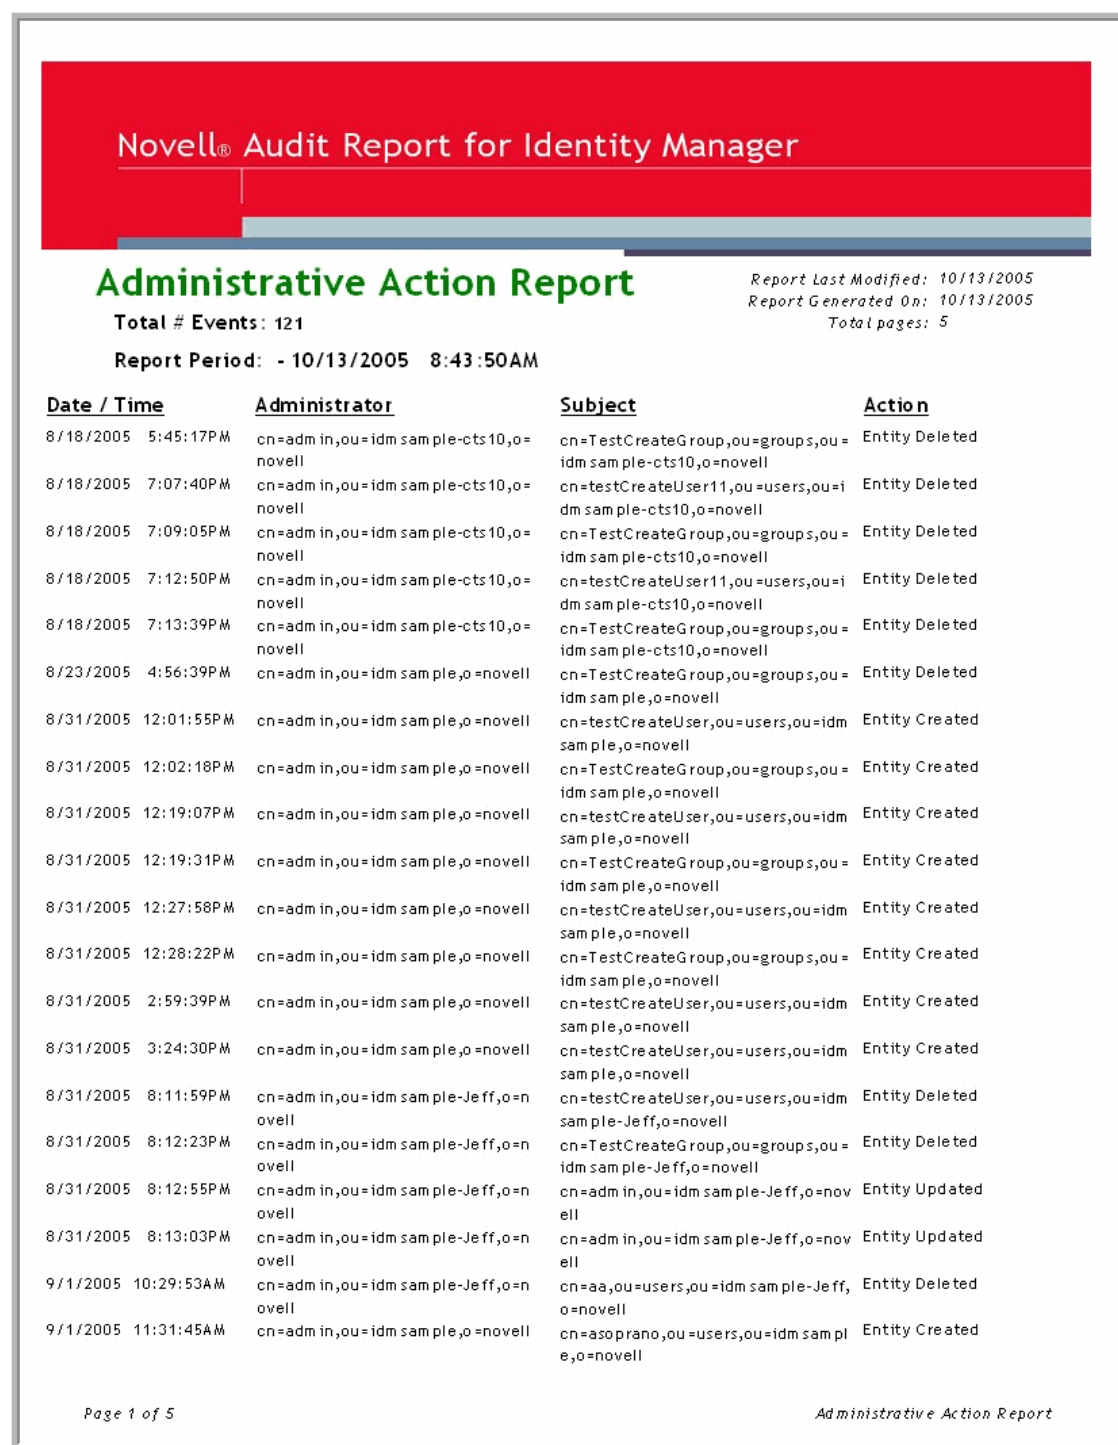 Novell® Audit Report for Identity Manager
Administrative Action Report
Report Last Modified: 10/13/2005
Report Generated On: 10/13/2005
Total pages: 5
Total # Events: 121
Report Period: - 10/13/2005 8:43:50AM
Date / Time Administrator Subject Action
8/18/2005 5:45:17PM cn=admin,ou=idmsample-cts10,o= cn=TestCreateGroup,ou=groups,ou= Entity Deleted
novell idmsample-cts10,o=novell
8/18/2005 7:07:40PM cn=admin,ou=idmsample-cts10,o= cn=testCreateUser11,ou=users,ou=i Entity Deleted
novell dmsample-cts10,o=novell
8/18/2005 7:09:05PM cn=admin,ou=idmsample-cts10,o= cn=TestCreateGroup,ou=groups,ou= Entity Deleted
novell idmsample-cts10,o=novell
8/18/2005 7:12:50PM cn=admin,ou=idmsample-cts10,o= cn=testCreateUser11,ou=users,ou=i Entity Deleted
novell dmsample-cts10,o=novell
8/18/2005 7:13:39PM cn=admin,ou=idmsample-cts10,o= cn=TestCreateGroup,ou=groups,ou= Entity Deleted
novell idmsample-cts10,o=novell
8/23/2005 4:56:39PM cn=admin,ou=idmsample,o=novell cn=TestCreateGroup,ou=groups,ou= Entity Deleted
idmsample,o=novell
8/31/2005 12:01:55PM cn=admin,ou=idmsample,o=novell cn=testCreateUser,ou=users,ou=idm Entity Created
sample,o=novell
8/31/2005 12:02:18PM cn=admin,ou=idmsample,o=novell cn=TestCreateGroup,ou=groups,ou= Entity Created
idmsample,o=novell
8/31/2005 12:19:07PM cn=admin,ou=idmsample,o=novell cn=testCreateUser,ou=users,ou=idm Entity Created
sample,o=novell
8/31/2005 12:19:31PM cn=admin,ou=idmsample,o=novell cn=TestCreateGroup,ou=groups,ou= Entity Created
idmsample,o=novell
8/31/2005 12:27:58PM cn=admin,ou=idmsample,o=novell cn=testCreateUser,ou=users,ou=idm Entity Created
sample,o=novell
8/31/2005 12:28:22PM cn=admin,ou=idmsample,o=novell cn=TestCreateGroup,ou=groups,ou= Entity Created
idmsample,o=novell
8/31/2005 2:59:39PM cn=admin,ou=idmsample,o=novell cn=testCreateUser,ou=users,ou=idm Entity Created
sample,o=novell
8/31/2005 3:24:30PM cn=admin,ou=idmsample,o=novell cn=testCreateUser,ou=users,ou=idm Entity Created
sample,o=novell
8/31/2005 8:11:59PM cn=admin,ou=idmsample-Jeff,o=n cn=testCreateUser,ou=users,ou=idm Entity Deleted
ovell sample-Jeff,o=novell
8/31/2005 8:12:23PM cn=admin,ou=idmsample-Jeff,o=n cn=TestCreateGroup,ou=groups,ou= Entity Deleted
ovell idmsample-Jeff,o=novell
8/31/2005 8:12:55PM cn=admin,ou=idmsample-Jeff,o=n cn=admin,ou=idmsample-Jeff,o=nov Entity Updated
ovell ell
8/31/2005 8:13:03PM cn=admin,ou=idmsample-Jeff,o=n cn=admin,ou=idmsample-Jeff,o=nov Entity Updated
ovell ell
9/1/2005 10:29:53AM cn=admin,ou=idmsample-Jeff,o=n cn=aa,ou=users,ou=idmsample-Jeff, Entity Deleted
ovell o=novell
9/1/2005 11:31:45AM cn=admin,ou=idmsample,o=novell cn=asoprano,ou=users,ou=idmsampl Entity Created
e,o=novell
Page 1 of 5 Administrative Action Report